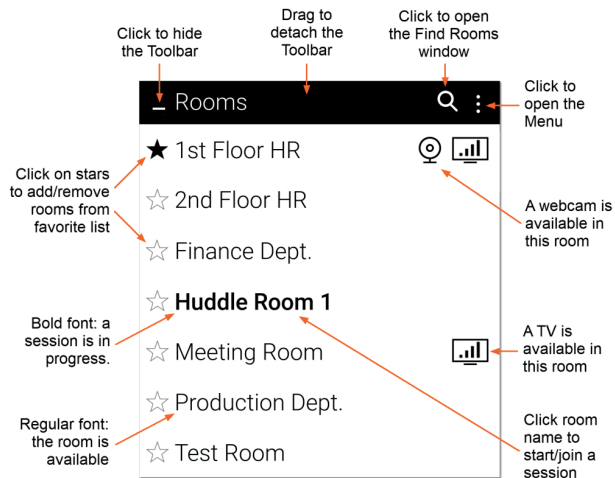 Click to hide
the Toolbar
Drag to
detach the
Toolbar
Click to open
the Find Rooms
window
Click to
open the
Menu
Rooms
1st Floor HR
2nd Floor HR
Finance Dept.
Huddle Room 1
Meeting Room
Production Dept.
Test Room
Click on stars
to add/remove
rooms from
favorite list
Bold font: a
session is in
progress.
Regular font:
the room is
available
A webcam is
available in
this room
A TV is
available in
this room
Click room
name to
start/join a
session